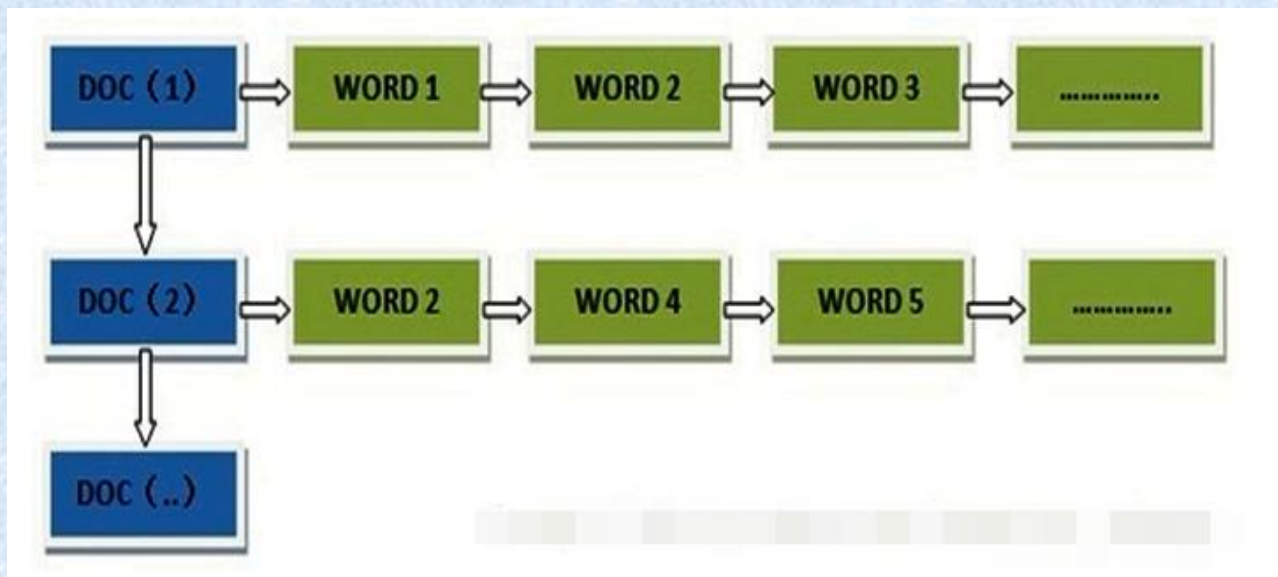 DOC（1） WORD 1 WORD 2 WORD 3 …………..
DOC（2） WORD 2 WORD 4 WORD 5 …………..
DOC（..）